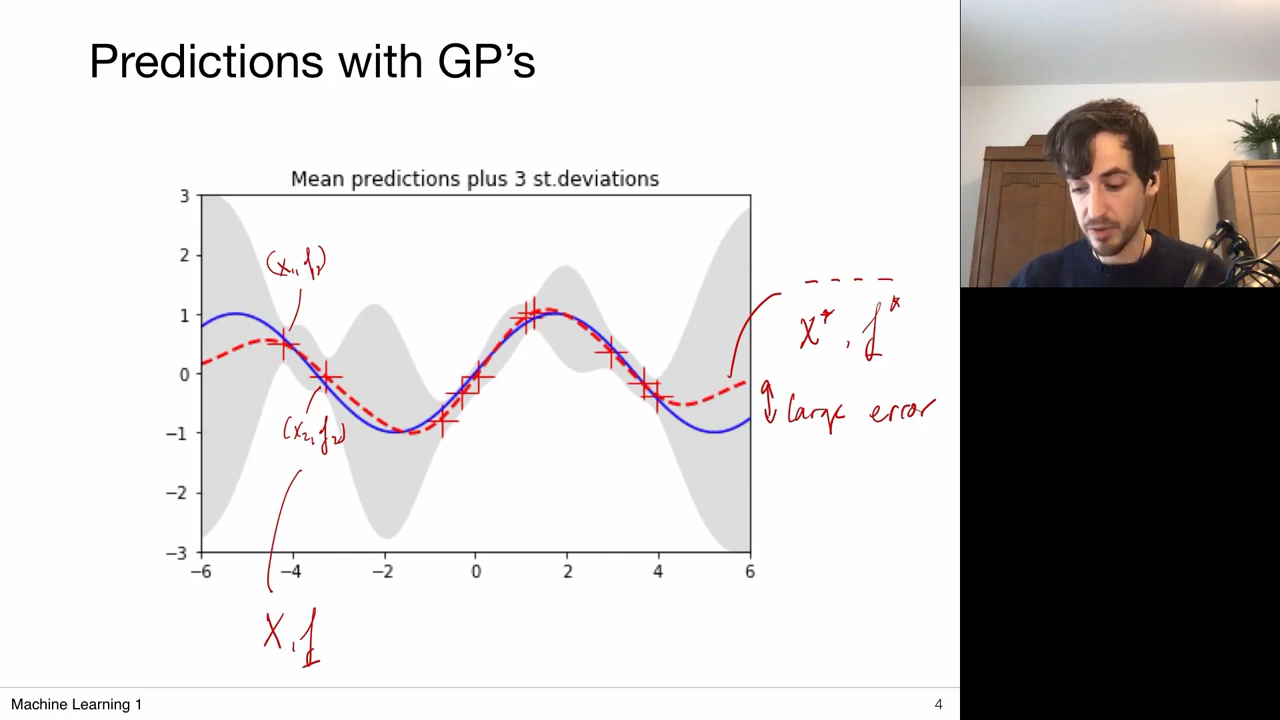 Predictions with GP's
Mean predictions plus 3 st.deviations
3
2
1
0
−1
−2
−3
−6
−4
−2
0
2
4
6
(x₁, f₁)
(x₂, f₂)
X, f
x*, f*
large error
Machine Learning 1
4